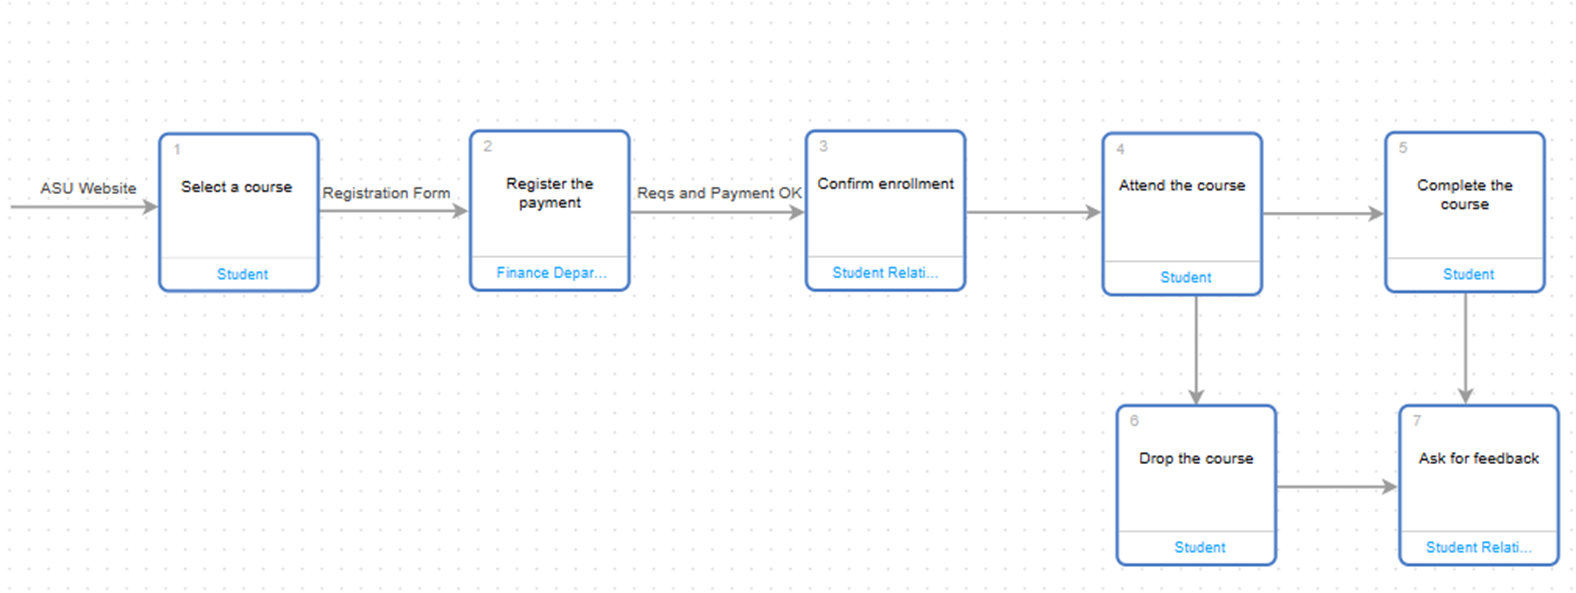 ASU Website
1
Select a course
Student
Registration Form
2
Register the
payment
Finance Depar...
Reqs and Payment OK
3
Confirm enrollment
Student Relati...
4
Attend the course
Student
5
Complete the
course
Student
6
Drop the course
Student
7
Ask for feedback
Student Relati...